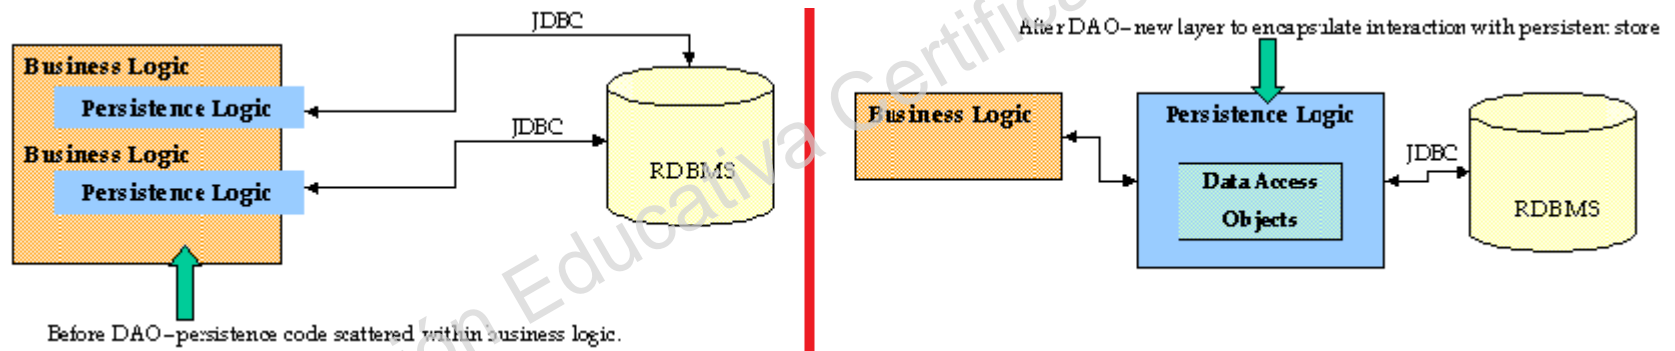 JDBC
Business Logic
Persistence Logic
Business Logic
Persistence Logic
JDBC
RDBMS
Before DAO–persistence code scattered within business logic.
After DAO–new layer to encapsulate interaction with persistent store
Business Logic
Persistence Logic
Data Access
Objects
JDBC
RDBMS
Educativa Certific